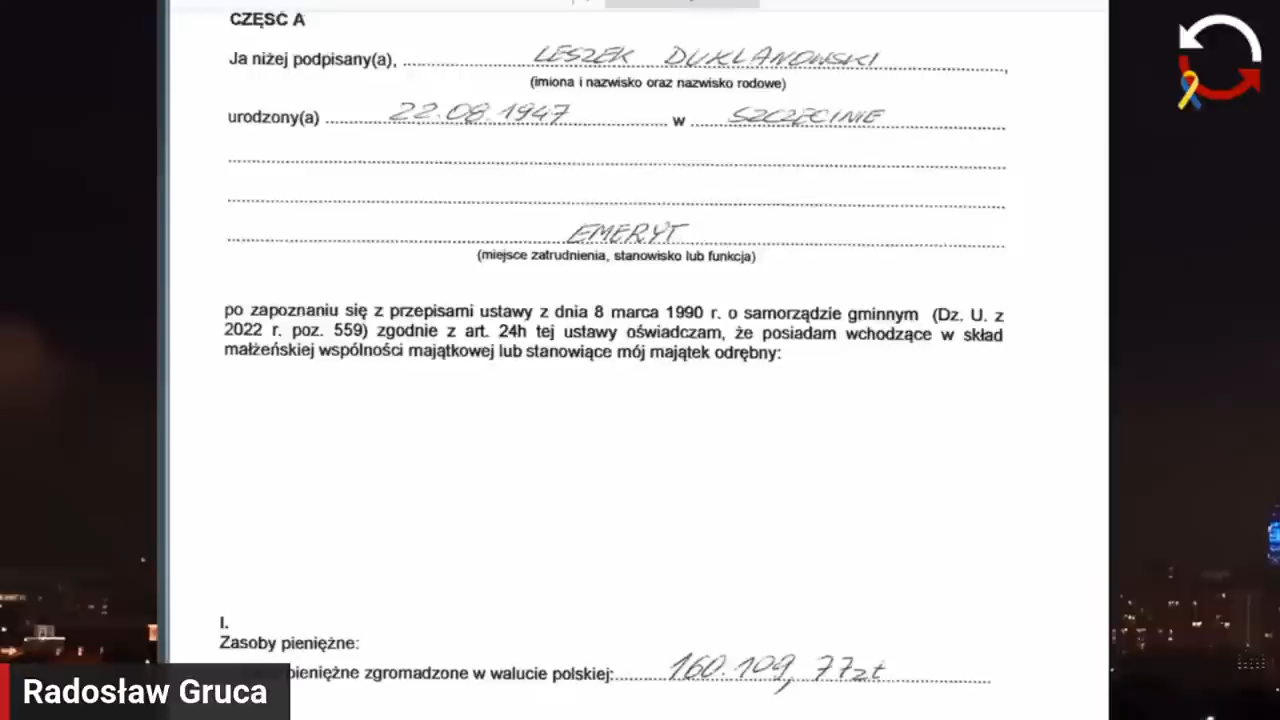 CZĘŚĆ A
Ja niżej podpisany(a), LESZEK DUKLANOWSKI,
(imiona i nazwisko oraz nazwisko rodowe)
urodzony(a) 22.08.1947 w SZCZECINIE
EMERYT
(miejsce zatrudnienia, stanowisko lub funkcja)
po zapoznaniu się z przepisami ustawy z dnia 8 marca 1990 r. o samorządzie gminnym (Dz. U. z
2022 r. poz. 559) zgodnie z art. 24h tej ustawy oświadczam, że posiadam wchodzące w skład
małżeńskiej wspólności majątkowej lub stanowiące mój majątek odrębny:
I.
Zasoby pieniężne:
pieniężne zgromadzone w walucie polskiej: 160.109,77zł
Radosław Gruca